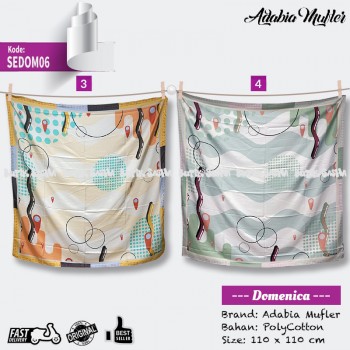 Adabia Mufler
Kode:
SEDOM06
3
4
--- Domenica ---
Brand: Adabia Mufler
Bahan: PolyCotton
Size: 110 x 110 cm
FAST
DELIVERY
ORIGINAL
BEST
SELLER